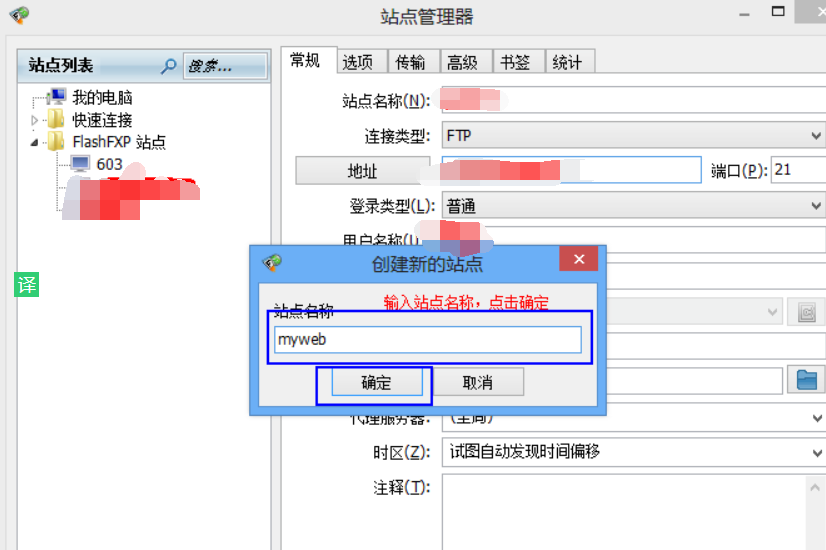 站点管理器
站点列表
搜索...
我的电脑
快速连接
FlashFXP 站点
603
常规 选项 传输 高级 书签 统计
站点名称(N):
连接类型: FTP
地址 端口(P): 21
登录类型(L): 普通
用户名称(U
创建新的站点
译
站点名称 输入站点名称，点击确定
myweb
确定 取消
代理服务器: (全局)
时区(Z): 试图自动发现时间偏移
注释(T):